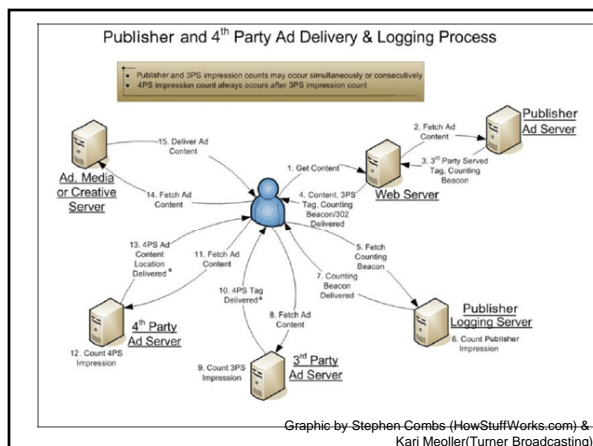 Publisher and 4th Party Ad Delivery & Logging Process
• Publisher and 3PS impression counts may occur simultaneously or consecutively
• 4PS impression count always occurs after 3PS impression count
Publisher
Ad Server
2. Fetch Ad
Content
3. 3rd Party Served
Tag, Counting
Beacon
Web Server
1. Get Content
4. Content, 3PS
Tag, Counting
Beacon/302
Delivered
15. Deliver Ad
Content
Ad, Media
or Creative
Server
14. Fetch Ad
Content
13. 4PS Ad
Content
Location
Delivered*
11. Fetch Ad
Content
4th Party
Ad Server
12. Count 4PS
Impression
10. 4PS Tag
Delivered*
8. Fetch Ad
Content
9. Count 3PS
Impression
3rd Party
Ad Server
5. Fetch
Counting
Beacon
7. Counting
Beacon
Delivered
Publisher
Logging Server
6. Count Publisher
Impression
Graphic by Stephen Combs (HowStuffWorks.com) &
Kari Meoller(Turner Broadcasting)